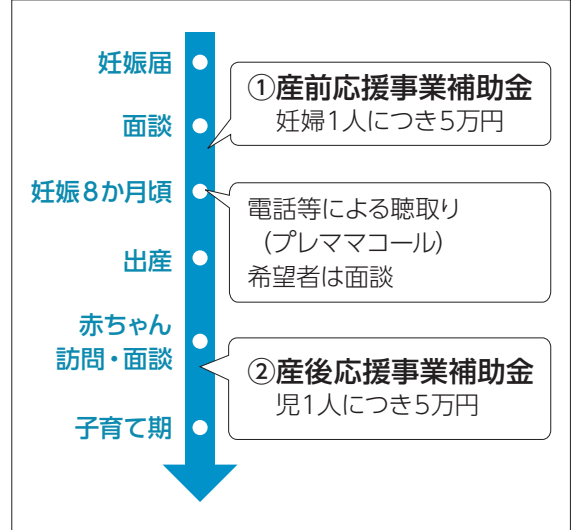 妊娠届
①産前応援事業補助金
妊婦1人につき5万円
面談
妊娠8か月頃
電話等による聴取り
（プレママコール）
希望者は面談
出産
赤ちゃん
訪問・面談
②産後応援事業補助金
児1人につき5万円
子育て期